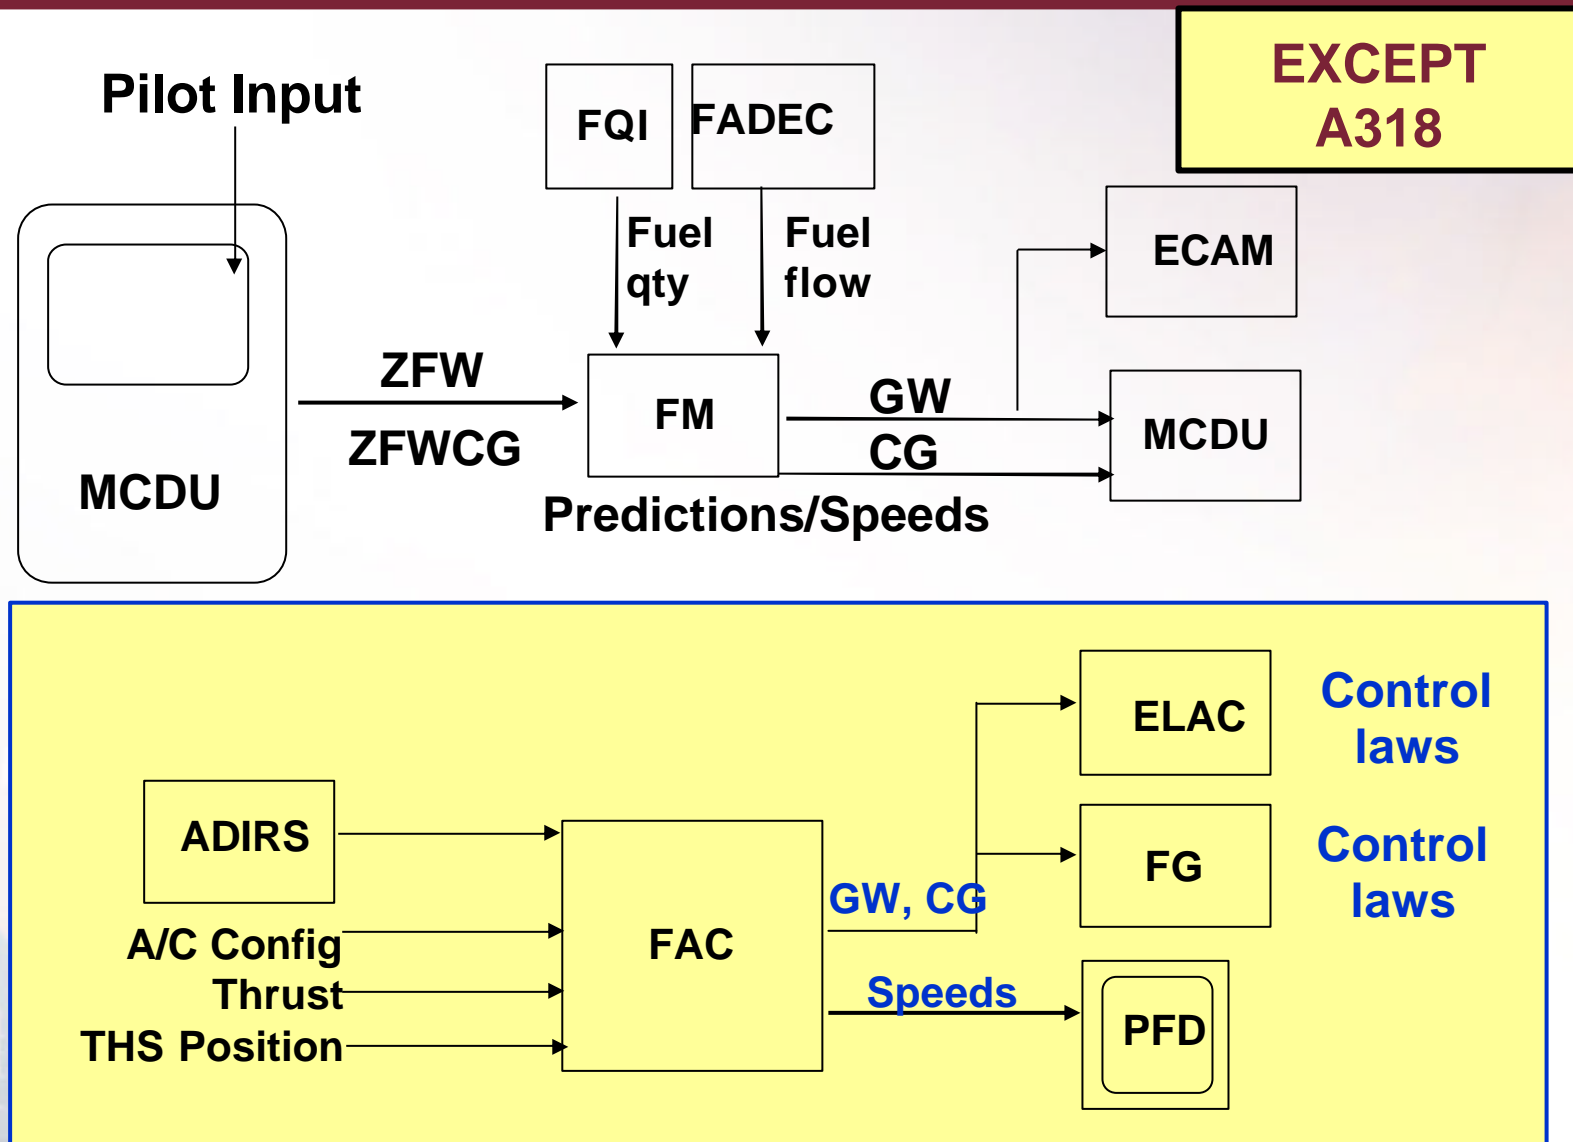 EXCEPT
A318
Pilot Input
FQI
FADEC
Fuel
qty
Fuel
flow
ECAM
ZFW
ZFWCG
FM
GW
CG
MCDU
MCDU
Predictions/Speeds
ELAC
Control
laws
ADIRS
FG
Control
laws
GW, CG
A/C Config
FAC
Thrust
Speeds
THS Position
PFD